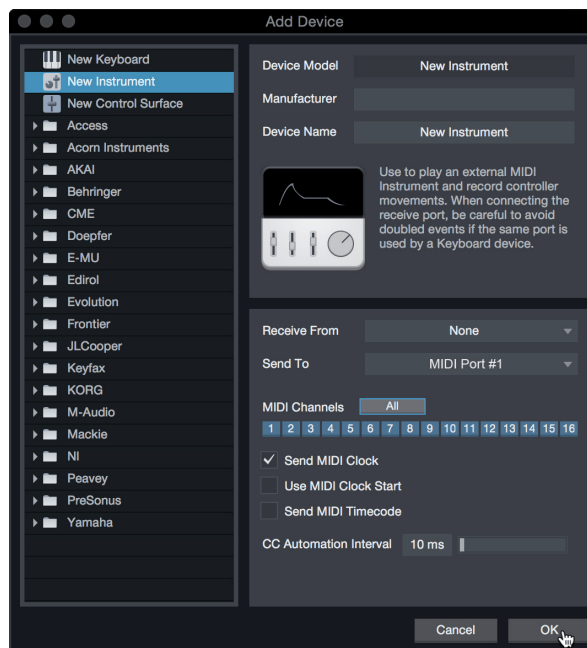 Add Device
New Keyboard
New Instrument
New Control Surface
Access
Acorn Instruments
AKAI
Behringer
CME
Doepfer
E-MU
Edirol
Evolution
Frontier
JLCooper
Keyfax
KORG
M-Audio
Mackie
NI
Peavey
PreSonus
Yamaha
Device Model New Instrument
Manufacturer
Device Name New Instrument
Use to play an external MIDI
Instrument and record controller
movements. When connecting the
receive port, be careful to avoid
doubled events if the same port is
used by a Keyboard device.
Receive From None
Send To MIDI Port #1
MIDI Channels All
1 2 3 4 5 6 7 8 9 10 11 12 13 14 15 16
Send MIDI Clock
Use MIDI Clock Start
Send MIDI Timecode
CC Automation Interval 10 ms
Cancel OK